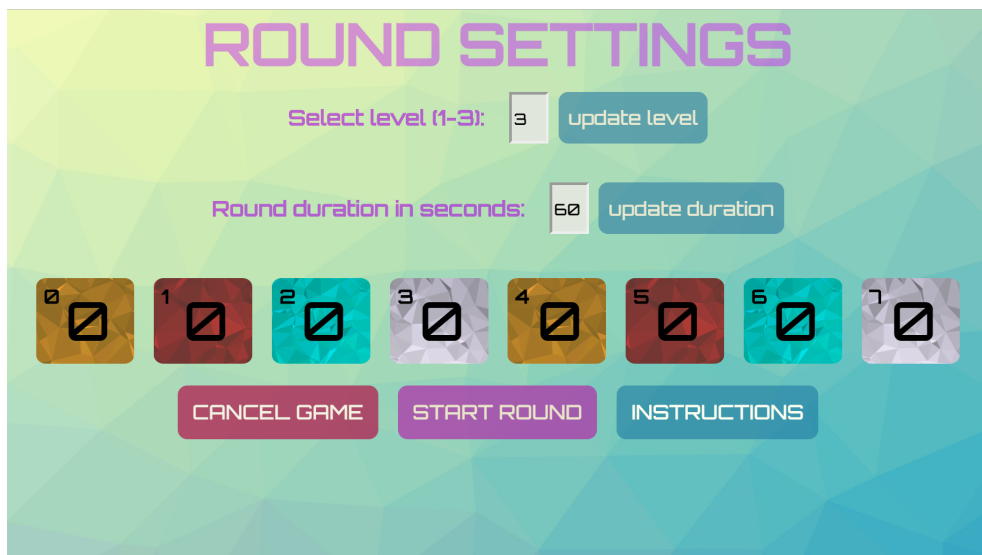 ROUND SETTINGS
Select level (1-3): 3 update level
Round duration in seconds: 60 update duration
0 1 2 3 4 5 6 7
0 0 0 0 0 0 0 0
CANCEL GAME START ROUND INSTRUCTIONS